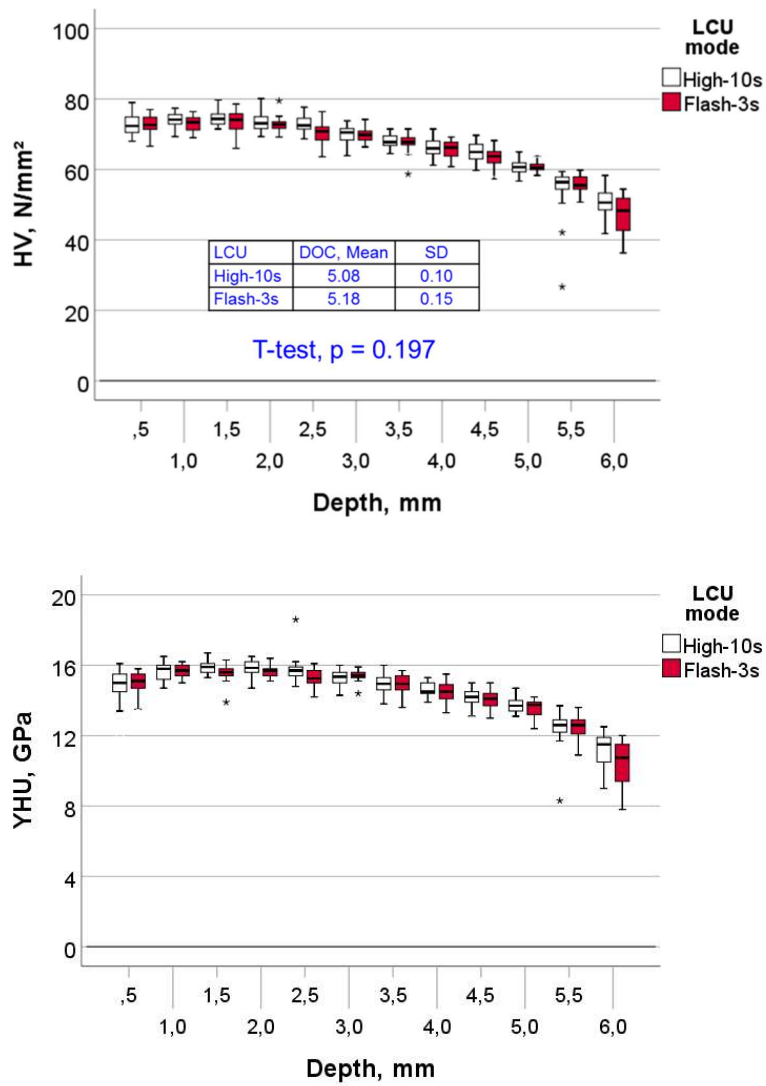 100
80
60
40
20
0
HV, N/mm²
LCU
mode
High-10s
Flash-3s
LCU DOC, Mean SD
High-10s 5.08 0.10
Flash-3s 5.18 0.15
T-test, p = 0.197
,5 1,5 2,5 3,5 4,5 5,5
1,0 2,0 3,0 4,0 5,0 6,0
Depth, mm
20
16
12
8
4
0
YHU, GPa
LCU
mode
High-10s
Flash-3s
,5 1,5 2,5 3,5 4,5 5,5
1,0 2,0 3,0 4,0 5,0 6,0
Depth, mm